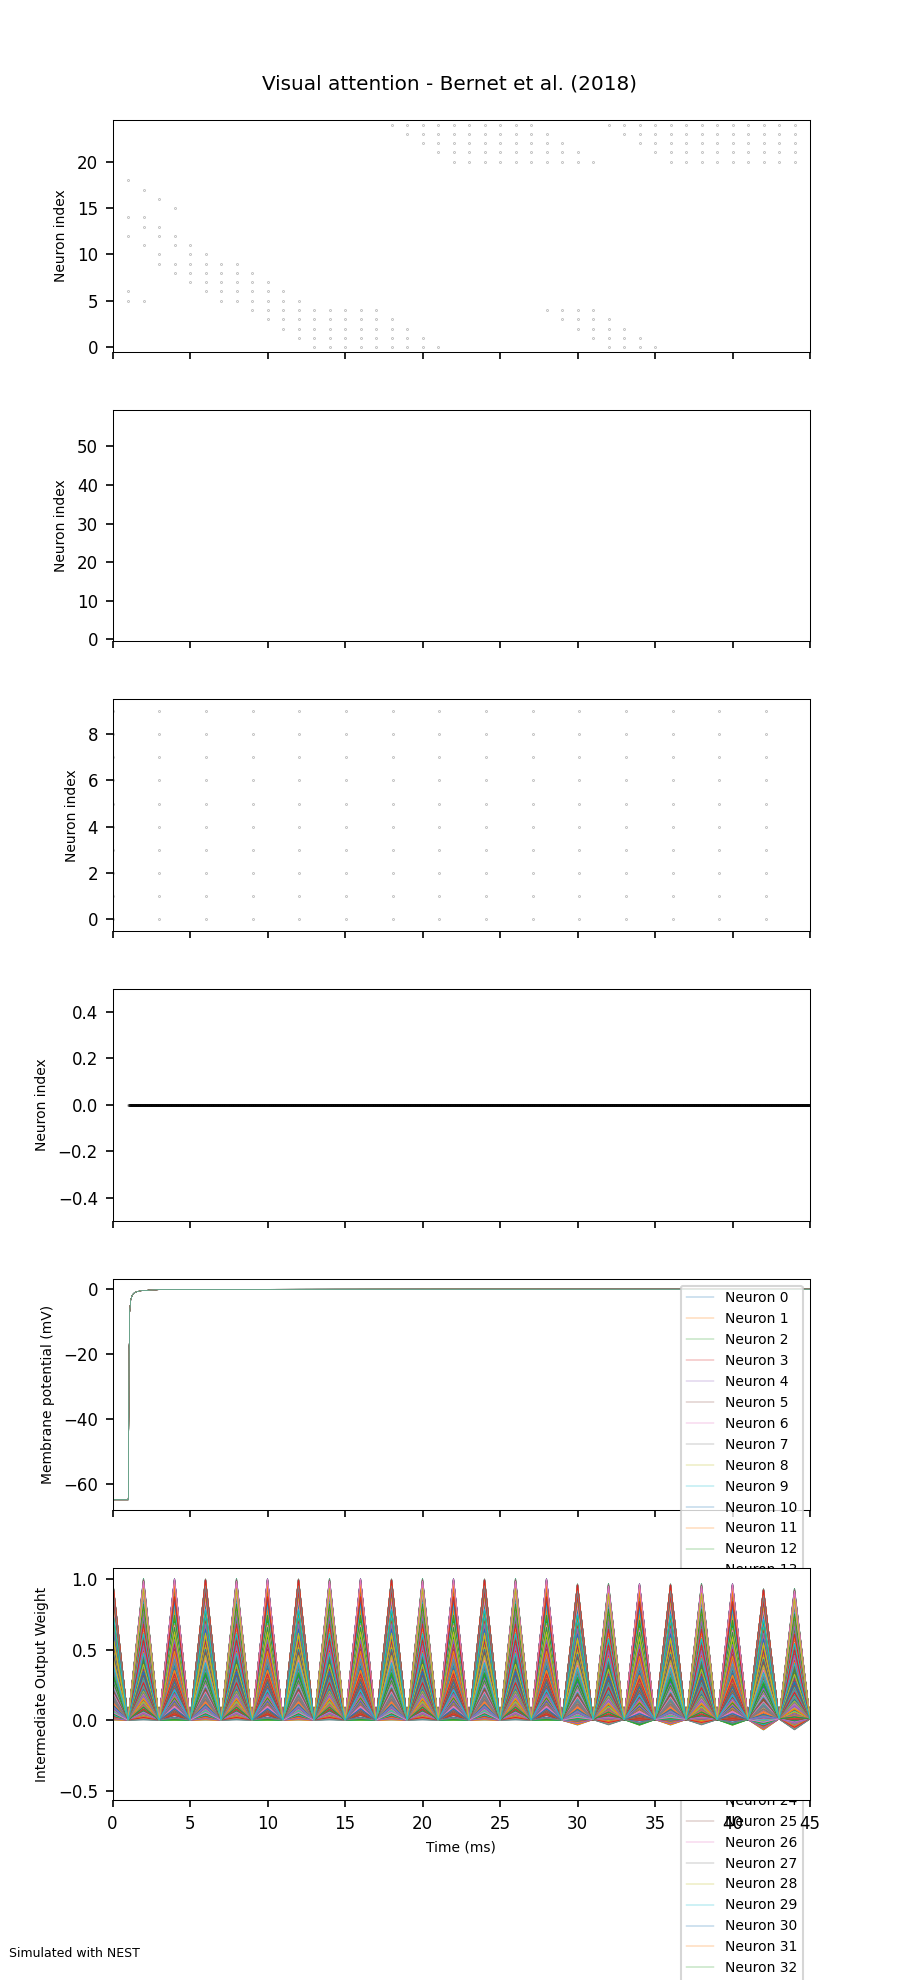 Visual attention - Bernet et al. (2018)
20
15
10
5
0
Neuron index
50
40
30
20
10
0
Neuron index
8
6
4
2
0
Neuron index
0.4
0.2
0.0
−0.2
−0.4
Neuron index
0
−20
−40
−60
Membrane potential (mV)
Neuron 0
Neuron 1
Neuron 2
Neuron 3
Neuron 4
Neuron 5
Neuron 6
Neuron 7
Neuron 8
Neuron 9
Neuron 10
Neuron 11
Neuron 12
Neuron 13
1.0
0.5
0.0
−0.5
Intermediate Output Weight
Neuron 24
0 5 10 15 20 25 30 35 40 45
Time (ms)
Neuron 25
Neuron 26
Neuron 27
Neuron 28
Neuron 29
Neuron 30
Neuron 31
Neuron 32
Simulated with NEST